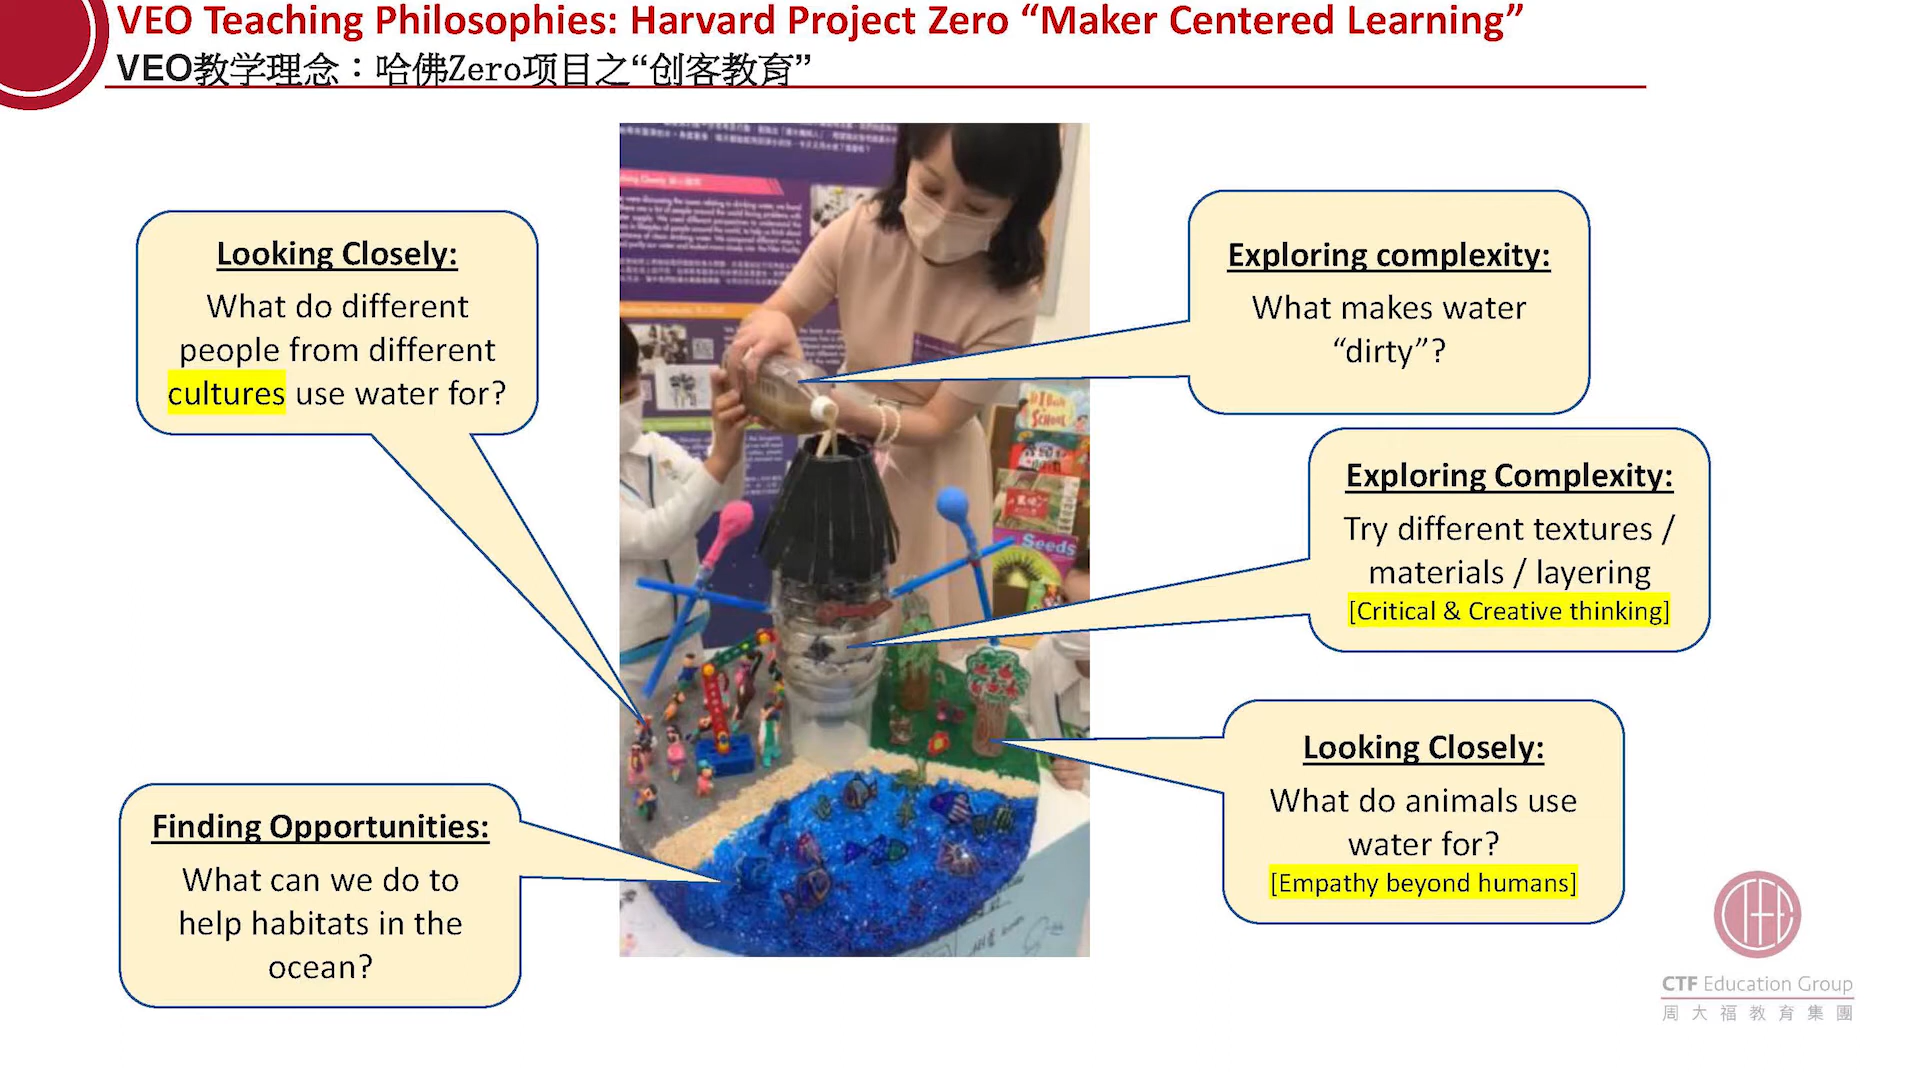 VEO Teaching Philosophies: Harvard Project Zero “Maker Centered Learning”
VEO教学理念：哈佛Zero项目之“创客教育”
Looking Closely:
What do different
people from different
cultures use water for?
Exploring complexity:
What makes water
“dirty”?
Exploring Complexity:
Try different textures /
materials / layering
[Critical & Creative thinking]
Looking Closely:
What do animals use
water for?
[Empathy beyond humans]
Finding Opportunities:
What can we do to
help habitats in the
ocean?
School
Seeds
CTF Education Group
周大福教育集團